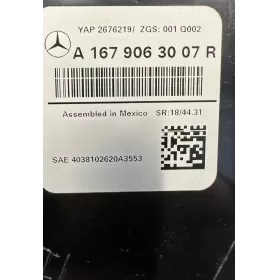 YAP 2676219/ ZGS: 001 Q002
A 167 906 30 07 R
Assembled in Mexico SR:18/44.31
SAE 4038102620A3553